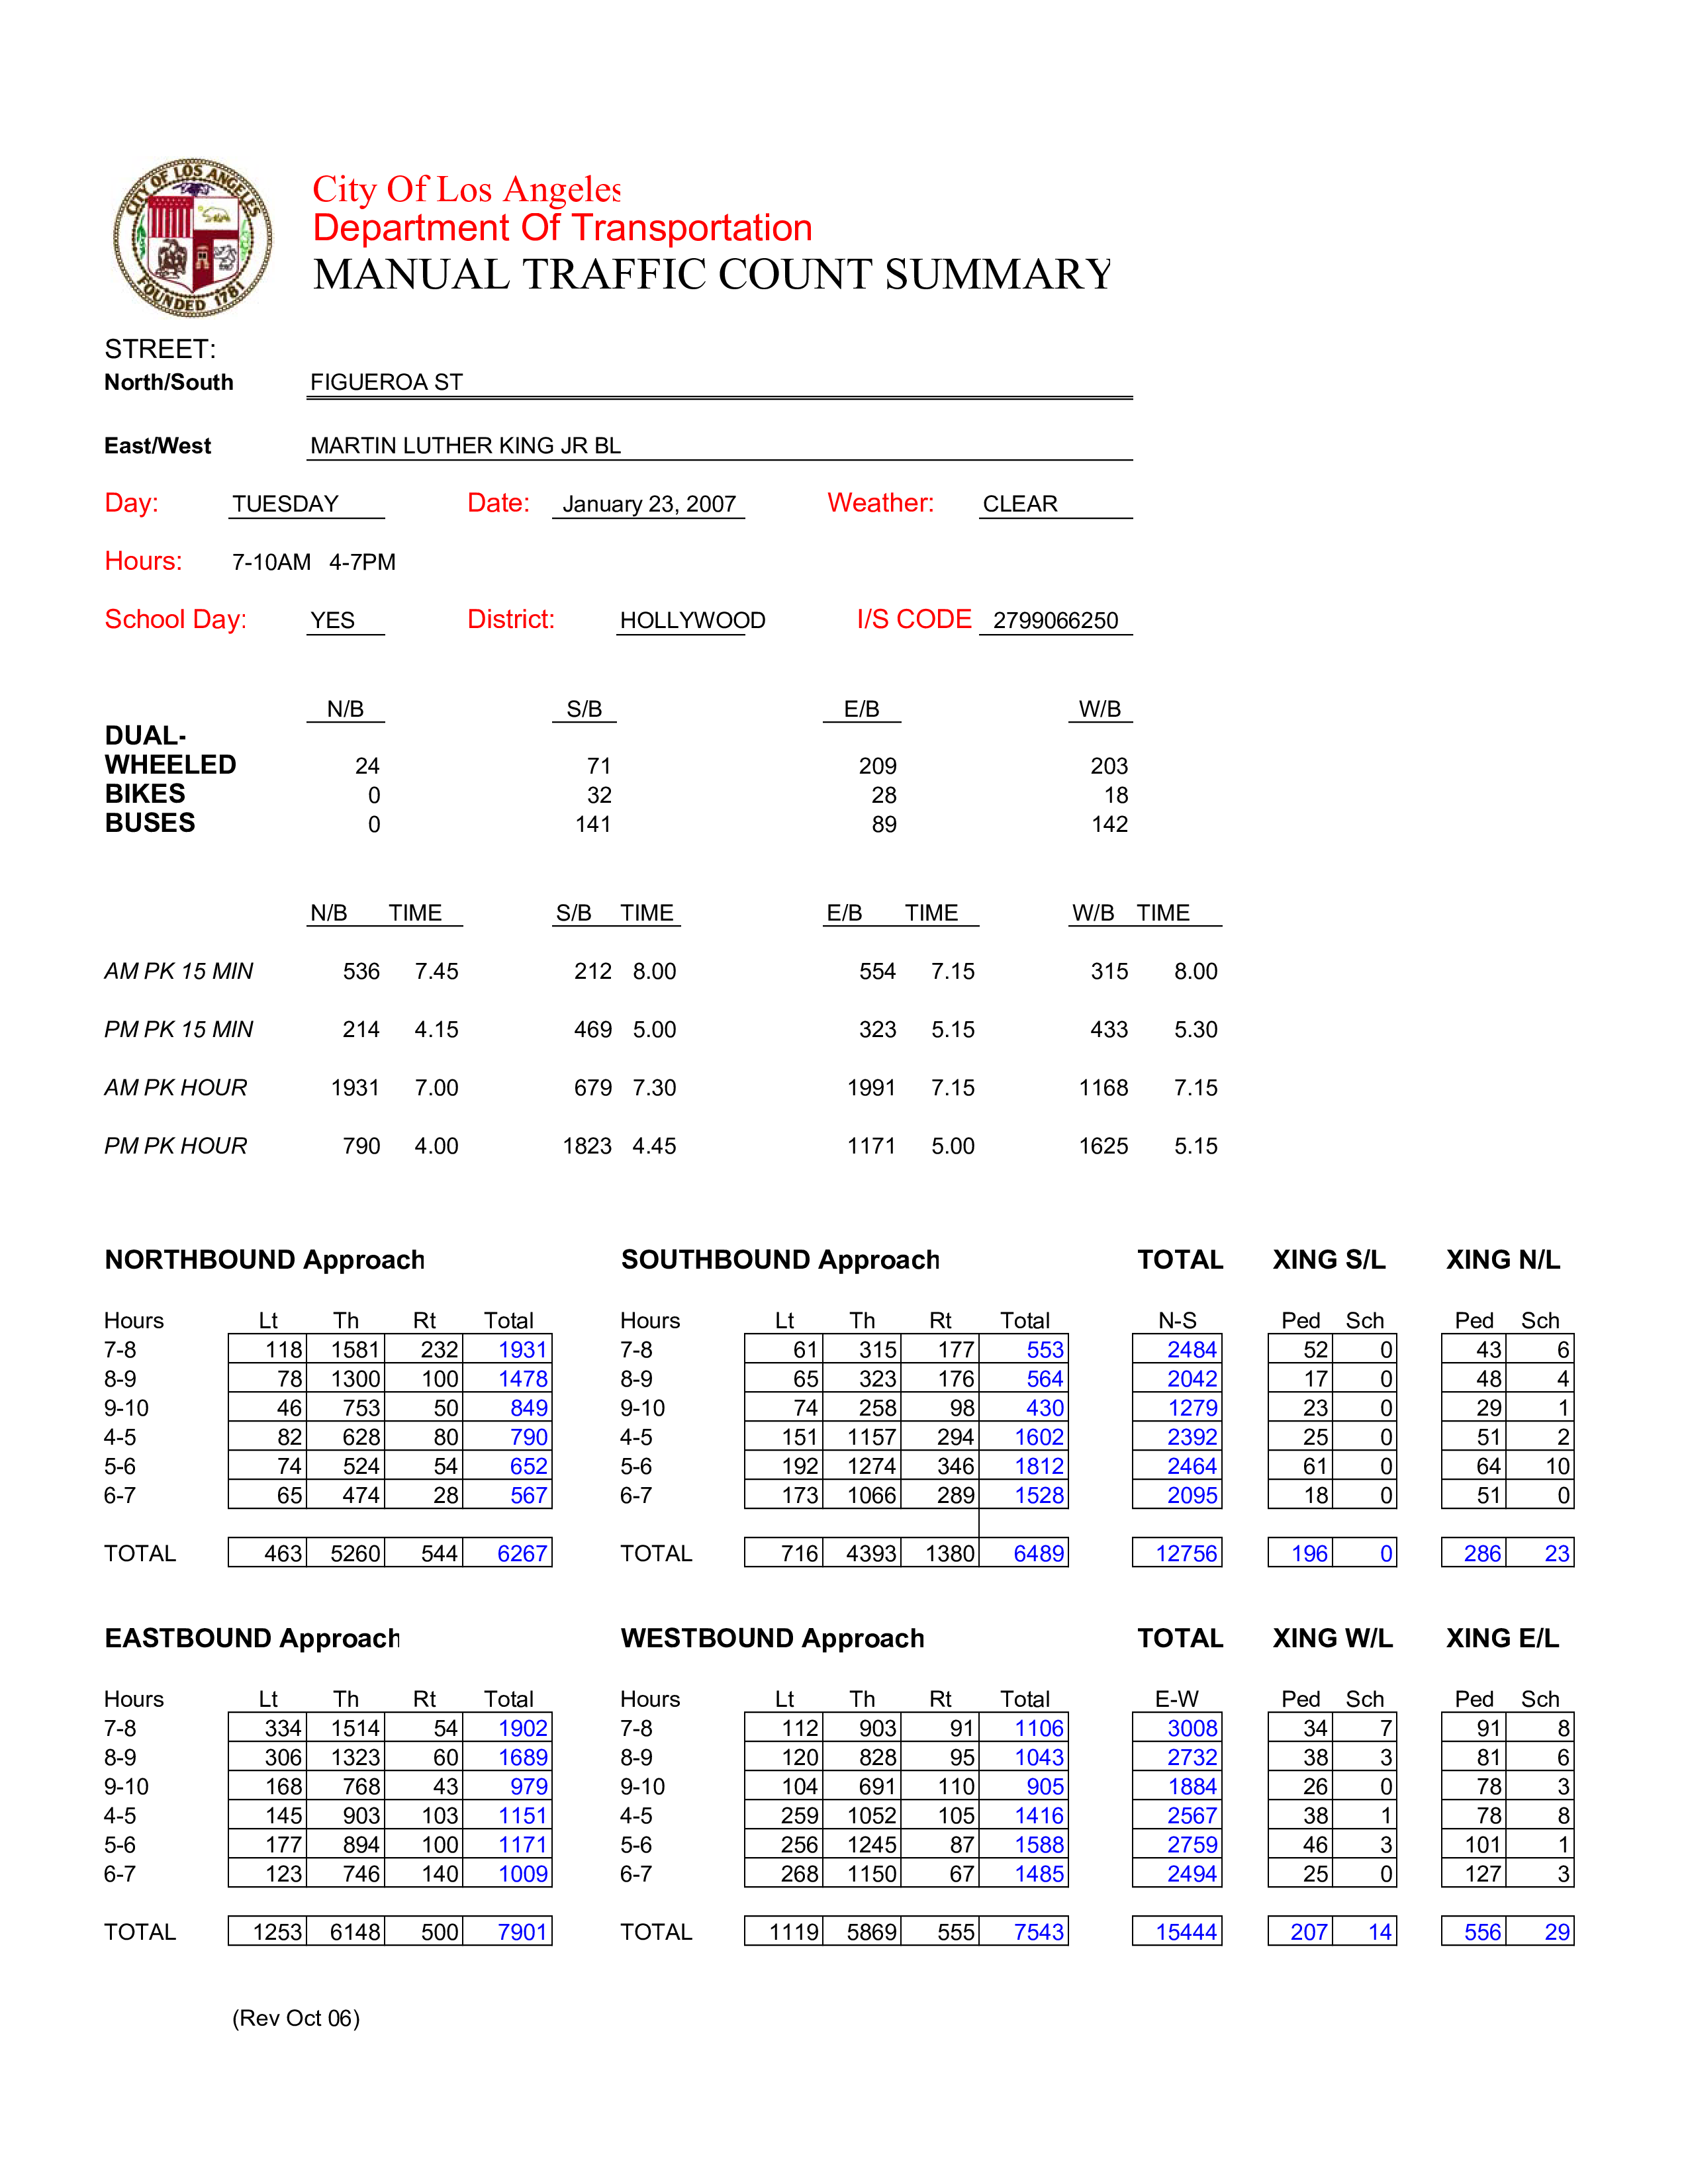 CITY OF LOS ANGELES
FOUNDED 1781
City Of Los Angeles
Department Of Transportation
MANUAL TRAFFIC COUNT SUMMARY
STREET:
North/South FIGUEROA ST
East/West MARTIN LUTHER KING JR BL
Day: TUESDAY Date: January 23, 2007 Weather: CLEAR
Hours: 7-10AM 4-7PM
School Day: YES District: HOLLYWOOD I/S CODE 2799066250
N/B S/B E/B W/B
DUAL-
WHEELED 24 71 209 203
BIKES 0 32 28 18
BUSES 0 141 89 142
N/B TIME S/B TIME E/B TIME W/B TIME
AM PK 15 MIN 536 7.45 212 8.00 554 7.15 315 8.00
PM PK 15 MIN 214 4.15 469 5.00 323 5.15 433 5.30
AM PK HOUR 1931 7.00 679 7.30 1991 7.15 1168 7.15
PM PK HOUR 790 4.00 1823 4.45 1171 5.00 1625 5.15
NORTHBOUND Approach SOUTHBOUND Approach TOTAL XING S/L XING N/L
Hours Lt Th Rt Total Hours Lt Th Rt Total N-S Ped Sch Ped Sch
7-8 118 1581 232 1931 7-8 61 315 177 553 2484 52 0 43 6
8-9 78 1300 100 1478 8-9 65 323 176 564 2042 17 0 48 4
9-10 46 753 50 849 9-10 74 258 98 430 1279 23 0 29 1
4-5 82 628 80 790 4-5 151 1157 294 1602 2392 25 0 51 2
5-6 74 524 54 652 5-6 192 1274 346 1812 2464 61 0 64 10
6-7 65 474 28 567 6-7 173 1066 289 1528 2095 18 0 51 0
TOTAL 463 5260 544 6267 TOTAL 716 4393 1380 6489 12756 196 0 286 23
EASTBOUND Approach WESTBOUND Approach TOTAL XING W/L XING E/L
Hours Lt Th Rt Total Hours Lt Th Rt Total E-W Ped Sch Ped Sch
7-8 334 1514 54 1902 7-8 112 903 91 1106 3008 34 7 91 8
8-9 306 1323 60 1689 8-9 120 828 95 1043 2732 38 3 81 6
9-10 168 768 43 979 9-10 104 691 110 905 1884 26 0 78 3
4-5 145 903 103 1151 4-5 259 1052 105 1416 2567 38 1 78 8
5-6 177 894 100 1171 5-6 256 1245 87 1588 2759 46 3 101 1
6-7 123 746 140 1009 6-7 268 1150 67 1485 2494 25 0 127 3
TOTAL 1253 6148 500 7901 TOTAL 1119 5869 555 7543 15444 207 14 556 29
(Rev Oct 06)